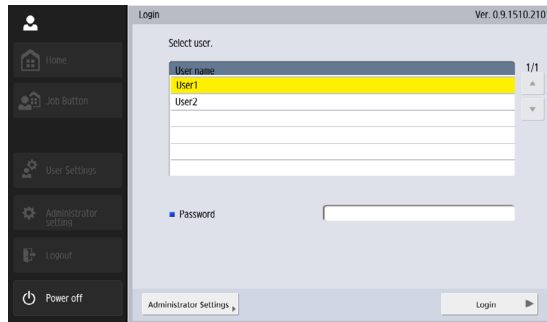 Login
Ver. 0.9.1510.210
Home
Job Button
User Settings
Administrator
setting
Logout
Power off
Select user.
User name
1/1
User1
User2
Password
Administrator Settings
Login